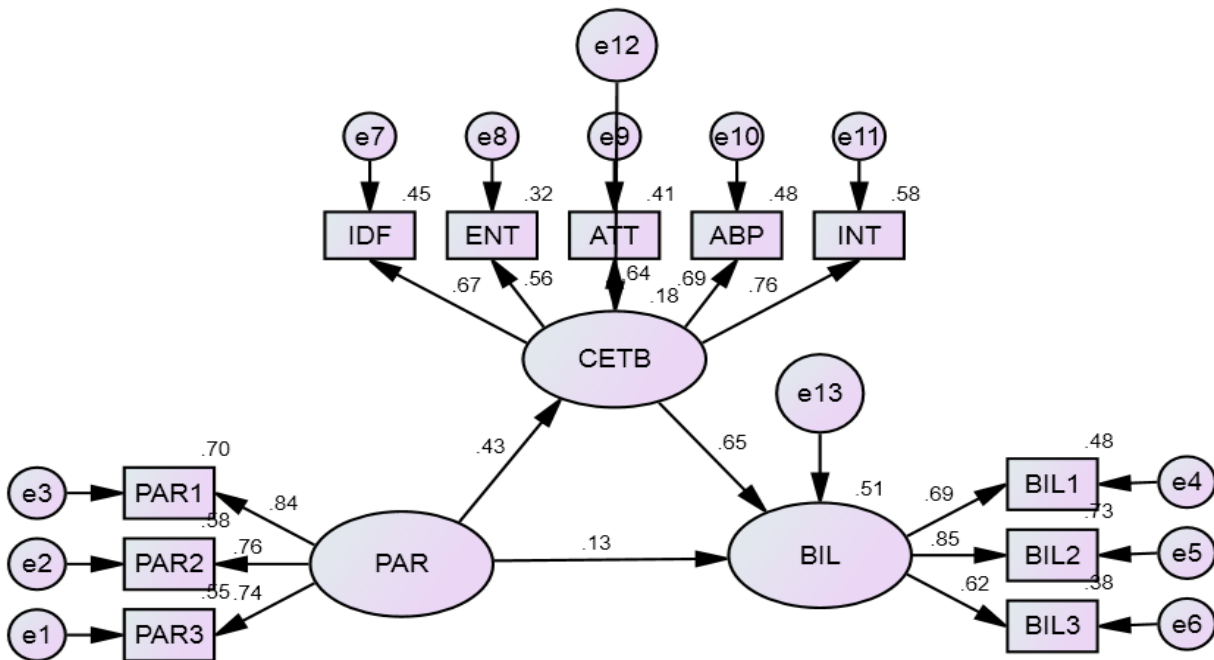 e12
e7
e8
e9
e10
e11
.45
.32
.41
.48
.58
IDF
ENT
ATT
ABP
INT
.67
.56
.64
.69
.76
.18
CETB
e13
.43
.65
.70
.48
e3
PAR1
.84
.51
.69
BIL1
e4
.58
.73
e2
PAR2
.76
PAR
.13
BIL
.85
BIL2
e5
.55
.74
.62
.38
e1
PAR3
BIL3
e6